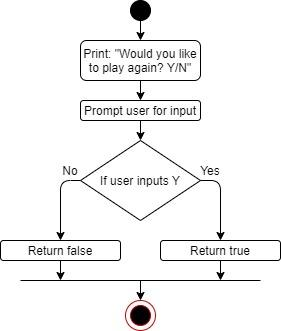 Print: "Would you like
to play again? Y/N"
Prompt user for input
No
Yes
If user inputs Y
Return false
Return true